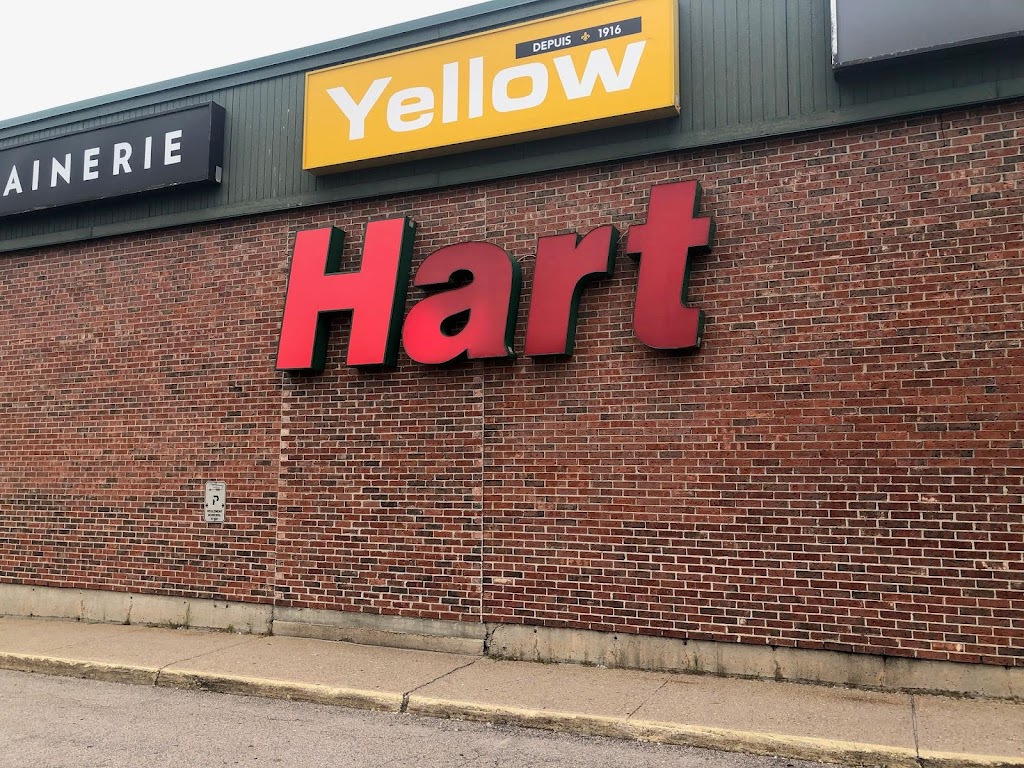 AINERIE
DEPUIS 1916
Yellow
Hart
P